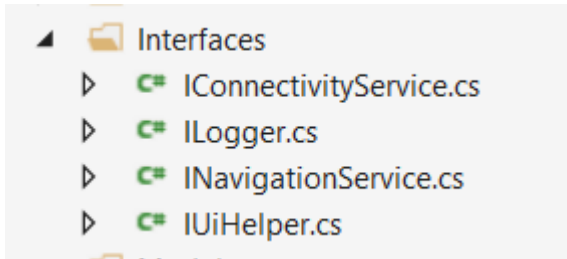 Interfaces
C# IConnectivityService.cs
C# ILogger.cs
C# INavigationService.cs
C# IUiHelper.cs